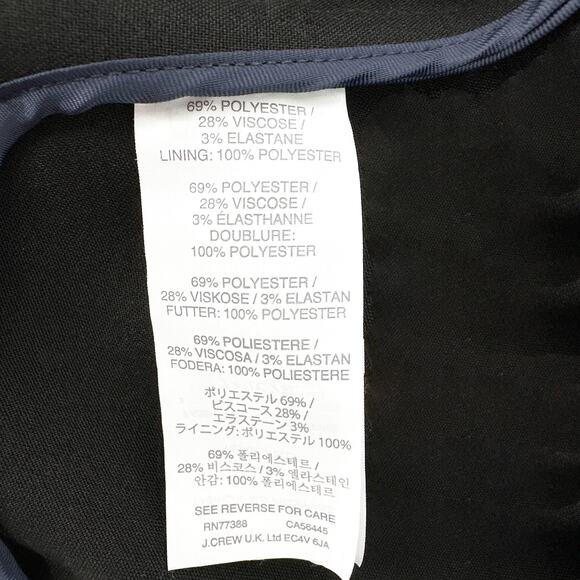 69% POLYESTER /
28% VISCOSE /
3% ELASTANE
LINING: 100% POLYESTER
69% POLYESTER /
28% VISCOSE /
3% ÉLASTHANNE
DOUBLURE:
100% POLYESTER
69% POLYESTER /
28% VISKOSE / 3% ELASTAN
FUTTER: 100% POLYESTER
69% POLIESTERE /
28% VISCOSA / 3% ELASTAN
FODERA: 100% POLIESTERE
ポリエステル 69% /
ビスコース 28% /
エラステーン 3%
ライニング: ポリエステル 100%
69% 폴리에스테르 /
28% 비스코스 / 3% 엘라스테인
안감: 100% 폴리에스테르
SEE REVERSE FOR CARE
RN77388 CA56445
J.CREW U.K. Ltd EC4V 6JA